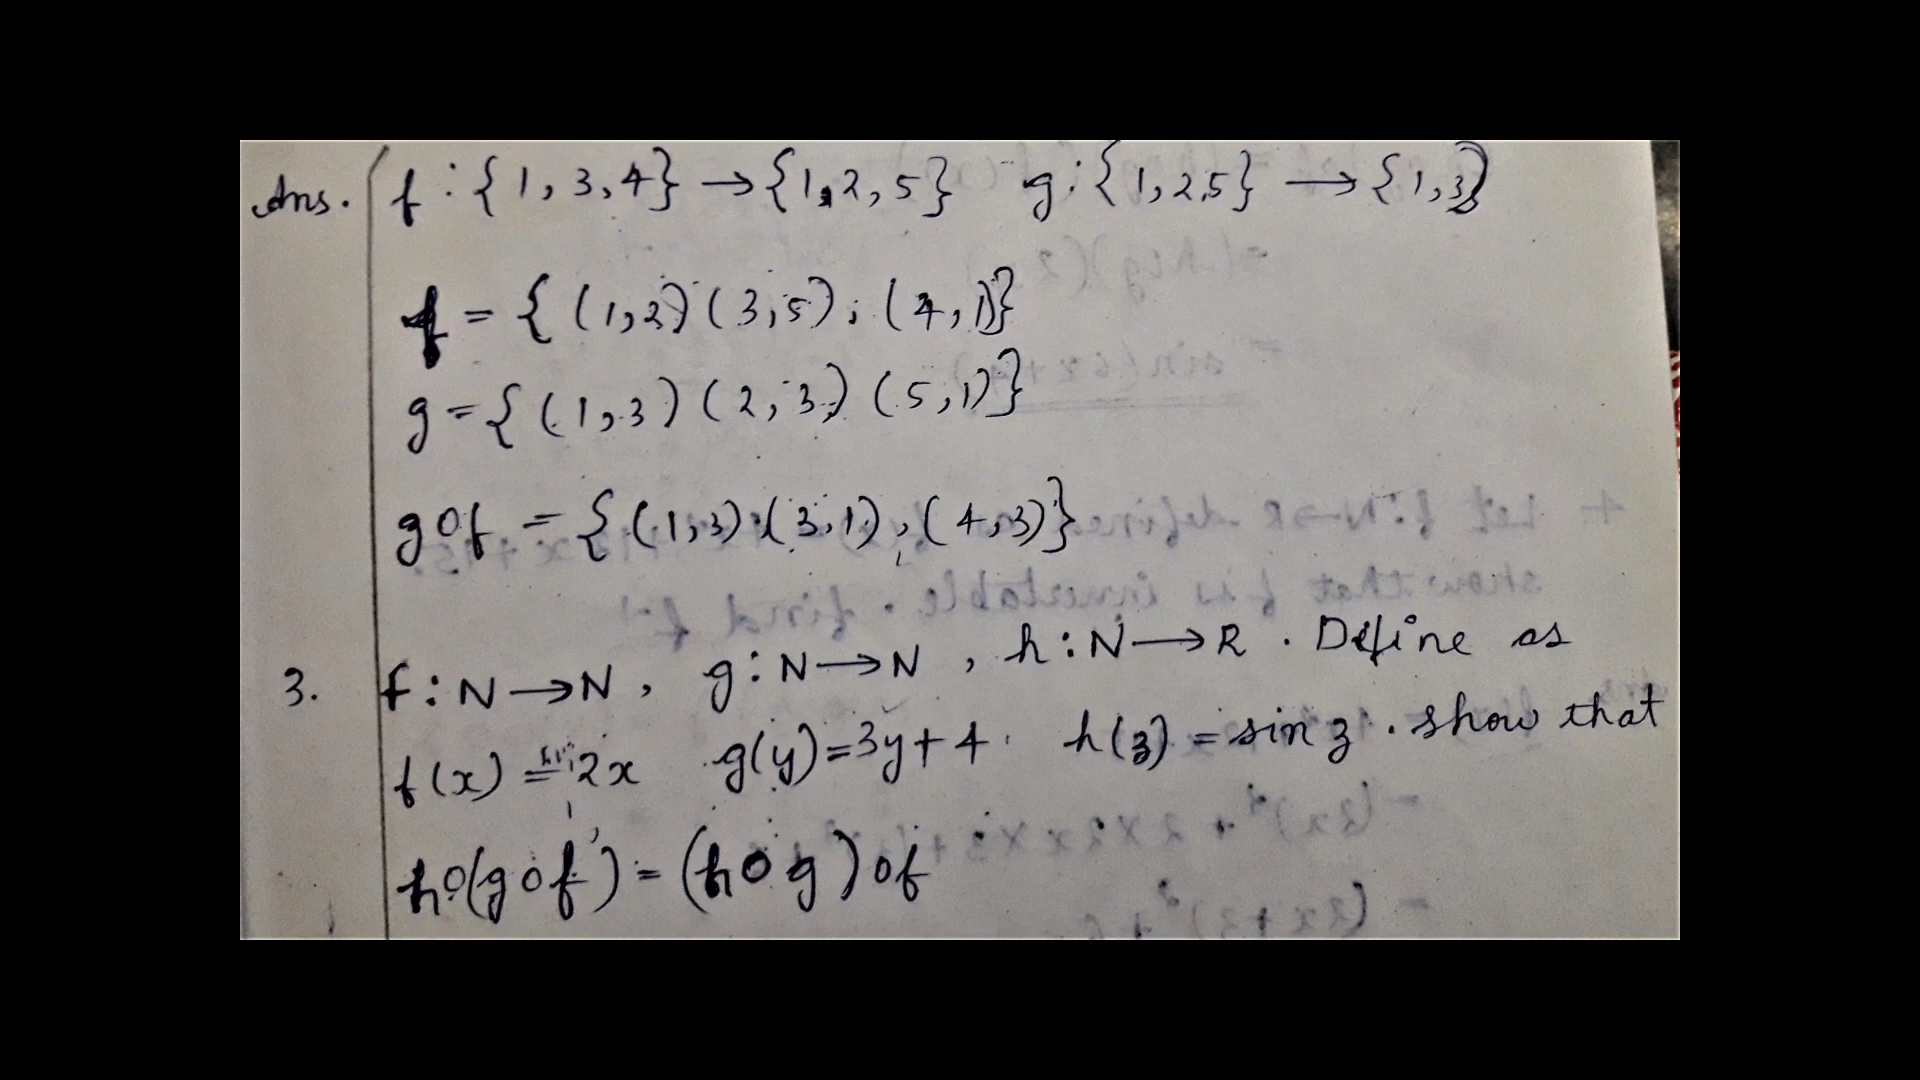 Ans. f : {1, 3, 4} → {1, 2, 5} g : {1, 2,5} → {1, 3}
f = { (1,2) (3,5), (4,1)}
g = { (1,3) (2,3) (5,1)}
gof = { (1,3) (3,1), (4,3)}
3. f : N → N, g : N → N, h : N → R . Define as
f(x) = 2x g(y) = 3y + 4 . h(z) = sin z . show that
ho(gof) = (hog) of